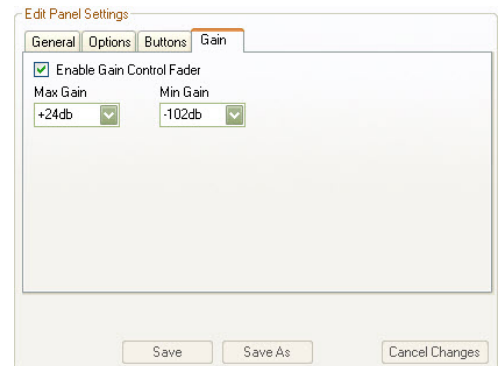 Edit Panel Settings
General Options Buttons Gain
Enable Gain Control Fader
Max Gain Min Gain
+24db -102db
Save Save As Cancel Changes